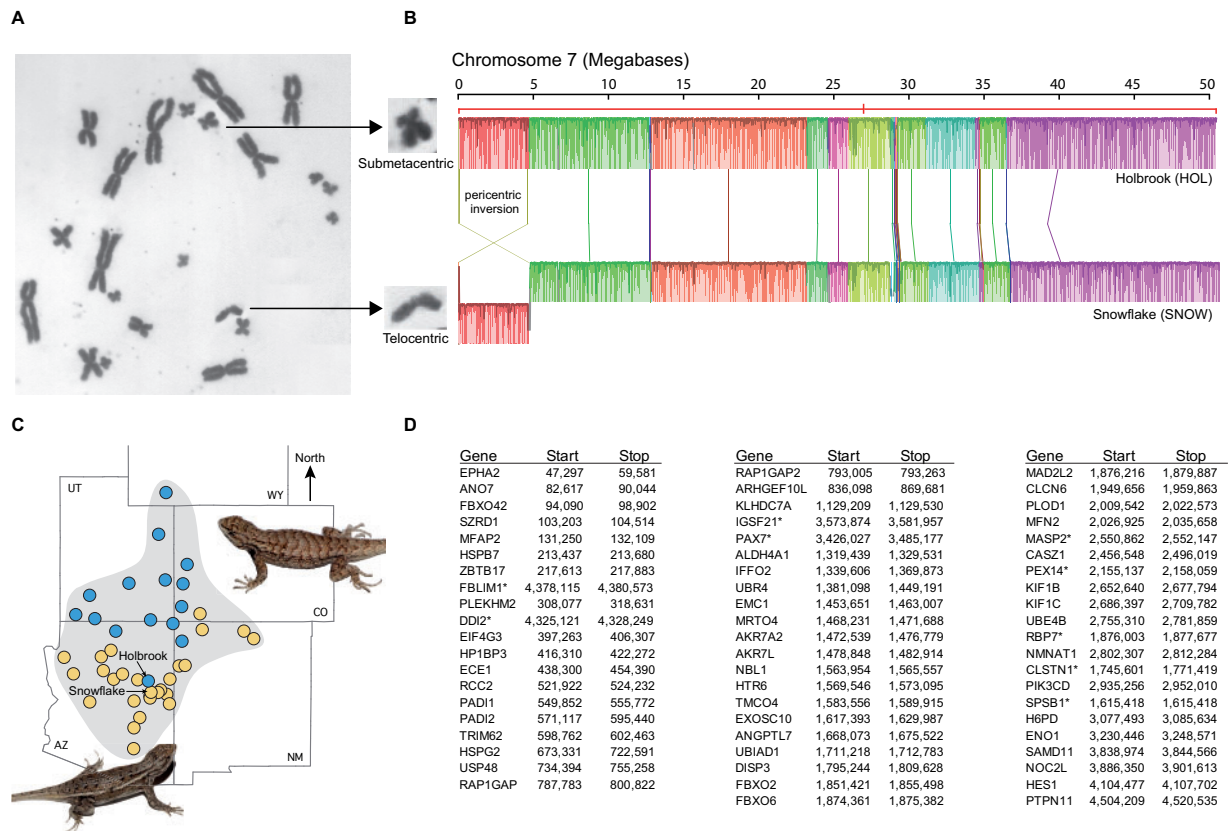 A
B
Chromosome 7 (Megabases)
0 5 10 15 20 25 30 35 40 45 50
Submetacentric
Holbrook (HOL)
pericentric
inversion
Telocentric
Snowflake (SNOW)
C
North
UT
WY
CO
Holbrook
Snowflake
AZ
NM
D
Gene Start Stop
EPHA2 47,297 59,581
ANO7 82,617 90,044
FBXO42 94,090 98,902
SZRD1 103,203 104,514
MFAP2 131,250 132,109
HSPB7 213,437 213,680
ZBTB17 217,613 217,883
FBLIM1* 4,378,115 4,380,573
PLEKHM2 308,077 318,631
DDI2* 4,325,121 4,328,249
EIF4G3 397,263 406,307
HP1BP3 416,310 422,272
ECE1 438,300 454,390
RCC2 521,922 524,232
PADI1 549,852 555,772
PADI2 571,117 595,440
TRIM62 598,762 602,463
HSPG2 673,331 722,591
USP48 734,394 755,258
RAP1GAP 787,783 800,822
Gene Start Stop
RAP1GAP2 793,005 793,263
ARHGEF10L 836,098 869,681
KLHDC7A 1,129,209 1,129,530
IGSF21* 3,573,874 3,581,957
PAX7* 3,426,027 3,485,177
ALDH4A1 1,319,439 1,329,531
IFFO2 1,339,606 1,369,873
UBR4 1,381,098 1,449,191
EMC1 1,453,651 1,463,007
MRTO4 1,468,231 1,471,688
AKR7A2 1,472,539 1,476,779
AKR7L 1,478,848 1,482,914
NBL1 1,563,954 1,565,557
HTR6 1,569,546 1,573,095
TMCO4 1,583,556 1,589,915
EXOSC10 1,617,393 1,629,987
ANGPTL7 1,668,073 1,675,522
UBIAD1 1,711,218 1,712,783
DISP3 1,795,244 1,809,628
FBXO2 1,851,421 1,855,498
FBXO6 1,874,361 1,875,382
Gene Start Stop
MAD2L2 1,876,216 1,879,887
CLCN6 1,949,656 1,959,863
PLOD1 2,009,542 2,022,573
MFN2 2,026,925 2,035,658
MASP2* 2,550,862 2,552,147
CASZ1 2,456,548 2,496,019
PEX14* 2,155,137 2,158,059
KIF1B 2,652,640 2,677,794
KIF1C 2,686,397 2,709,782
UBE4B 2,755,310 2,781,859
RBP7* 1,876,003 1,877,677
NMNAT1 2,802,307 2,812,284
CLSTN1* 1,745,601 1,771,419
PIK3CD 2,935,256 2,952,010
SPSB1* 1,615,418 1,615,418
H6PD 3,077,493 3,085,634
ENO1 3,230,446 3,248,571
SAMD11 3,838,974 3,844,566
NOC2L 3,886,350 3,901,613
HES1 4,104,477 4,107,702
PTPN11 4,504,209 4,520,535